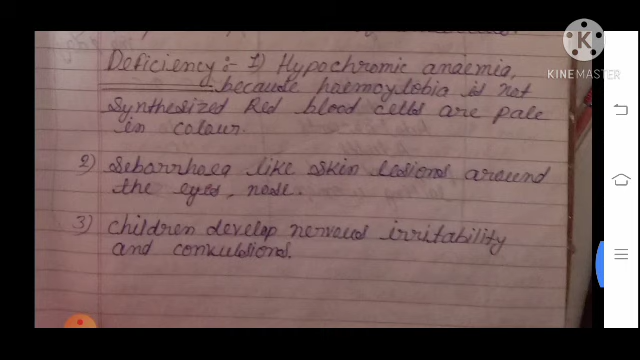 Deficiency :- 1) Hypochromic anaemia,
because haemoylobia is not
synthesized Red blood cells are pale
in colour.
2) Seborrhoea like skin lesions around
the eyes, nose.
3) Children develop nervous irritability
and convulsions.
K
KINEMASTER